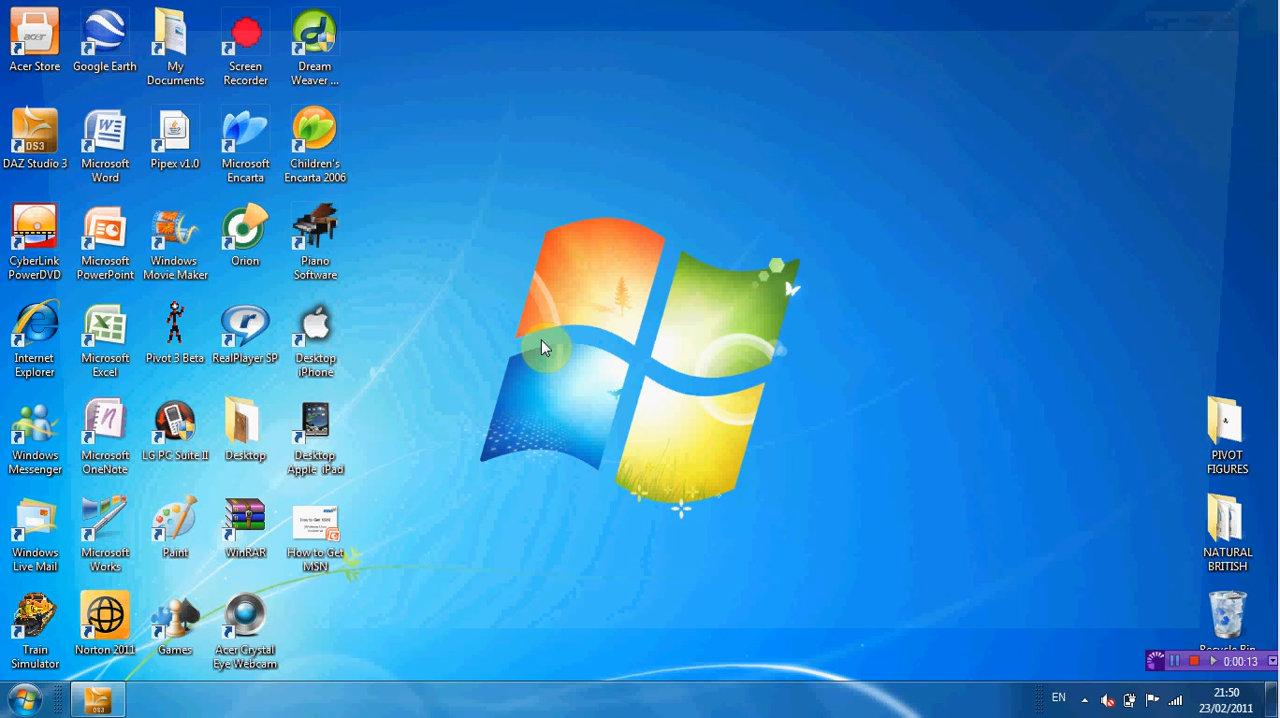 Acer Store
Google Earth
My
Documents
Screen
Recorder
Dream
Weaver ...
DS3
DAZ Studio 3
Microsoft
Word
Pipex v1.0
Microsoft
Encarta
Children's
Encarta 2006
CyberLink
PowerDVD
Microsoft
PowerPoint
Windows
Movie Maker
Orion
Piano
Software
Internet
Explorer
Microsoft
Excel
Pivot 3 Beta
RealPlayer SP
Desktop
iPhone
Windows
Messenger
Microsoft
OneNote
LG PC Suite II
Desktop
Desktop
Apple iPad
PIVOT
FIGURES
Windows
Live Mail
Microsoft
Works
Paint
WinRAR
How to Get
MSN
NATURAL
BRITISH
Train
Simulator
Norton 2011
Games
Acer Crystal
Eye Webcam
Recycle Bin
0:00:13
DS3
EN
21:50
23/02/2011